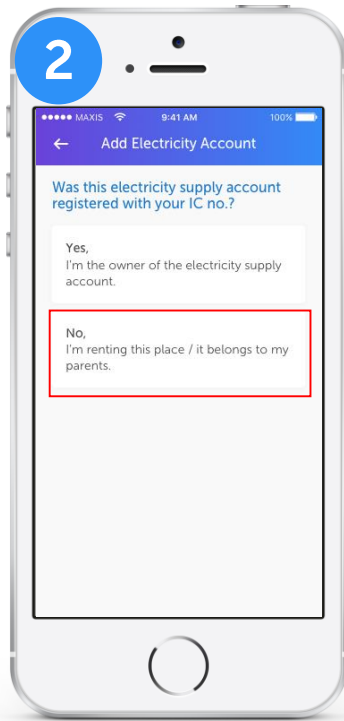 2
MAXIS 9:41 AM 100%
Add Electricity Account
Was this electricity supply account
registered with your IC no.?
Yes,
I'm the owner of the electricity supply
account.
No,
I'm renting this place / it belongs to my
parents.